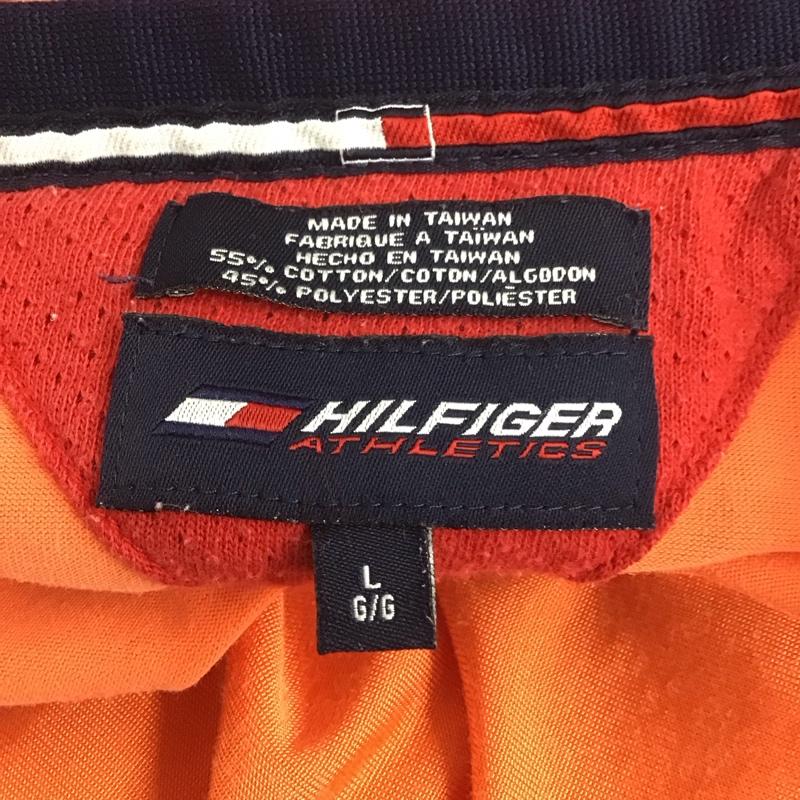 MADE IN TAIWAN
FABRIQUE A TAÏWAN
HECHO EN TAIWAN
55% COTTON/COTON/ALGODON
45% POLYESTER/POLIÉSTER
HILFIGER
ATHLETICS
L
G/G